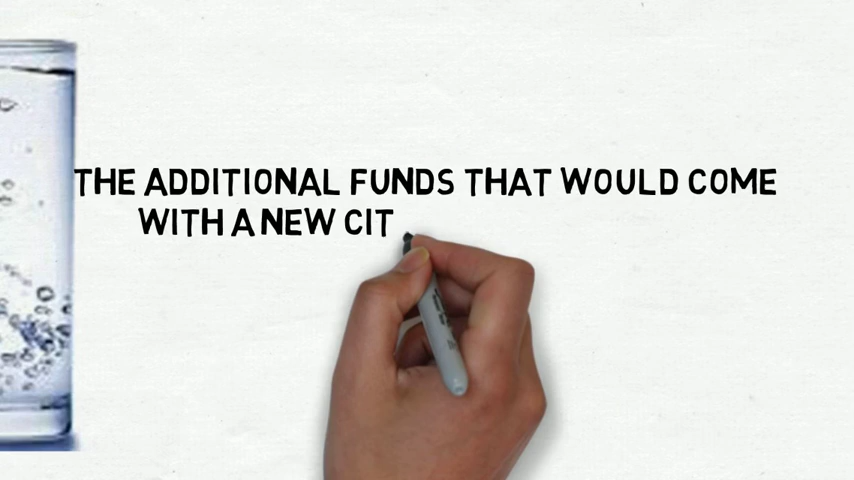 THE ADDITIONAL FUNDS THAT WOULD COME
WITH A NEW CIT